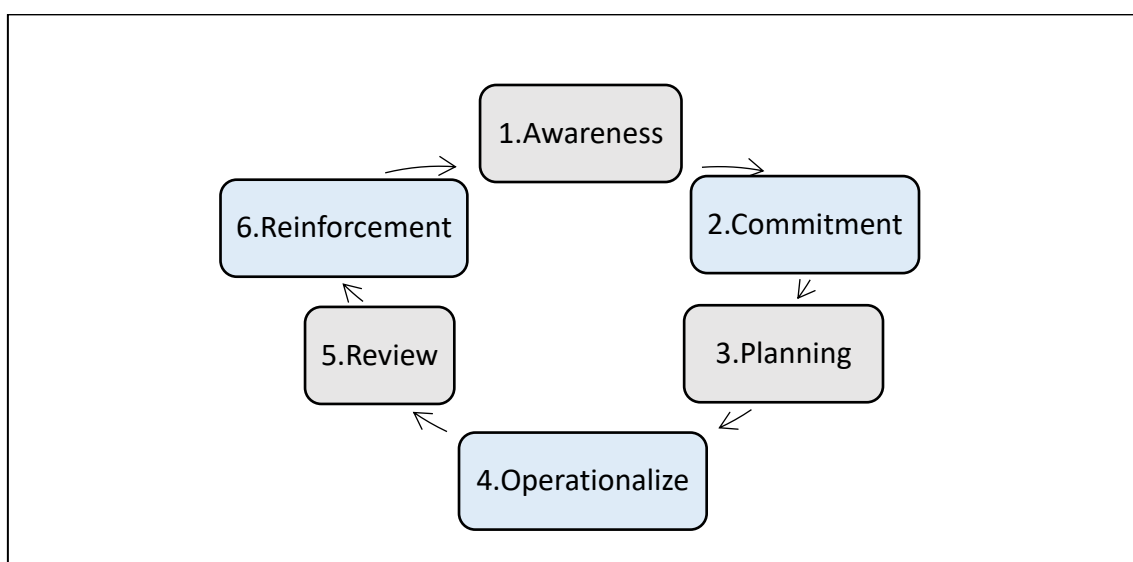 1.Awareness
2.Commitment
3.Planning
4.Operationalize
5.Review
6.Reinforcement